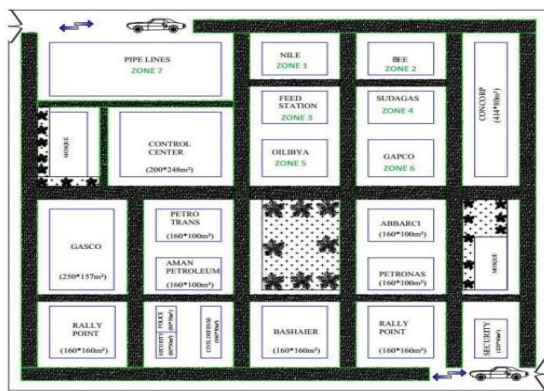 PIPE LINES
ZONE 7
NILE
ZONE 1
BEE
ZONE 2
CONCORP
(414*80m²)
FEED
STATION
ZONE 3
SUDAGAS
ZONE 4
MOSQUE
CONTROL
CENTER
(200*248m²)
OILIBYA
ZONE 5
GAPCO
ZONE 6
GASCO
(250*157m²)
PETRO
TRANS
(160*100m²)
ABBARCI
(160*100m²)
AMAN
PETROLEUM
(160*100m²)
PETRONAS
(160*100m²)
MOSQUE
RALLY
POINT
(160*160m²)
SECURITY POLICE
CIVIL DEFENSE
BASHAIER
(160*160m²)
RALLY
POINT
(160*160m²)
SECURITY